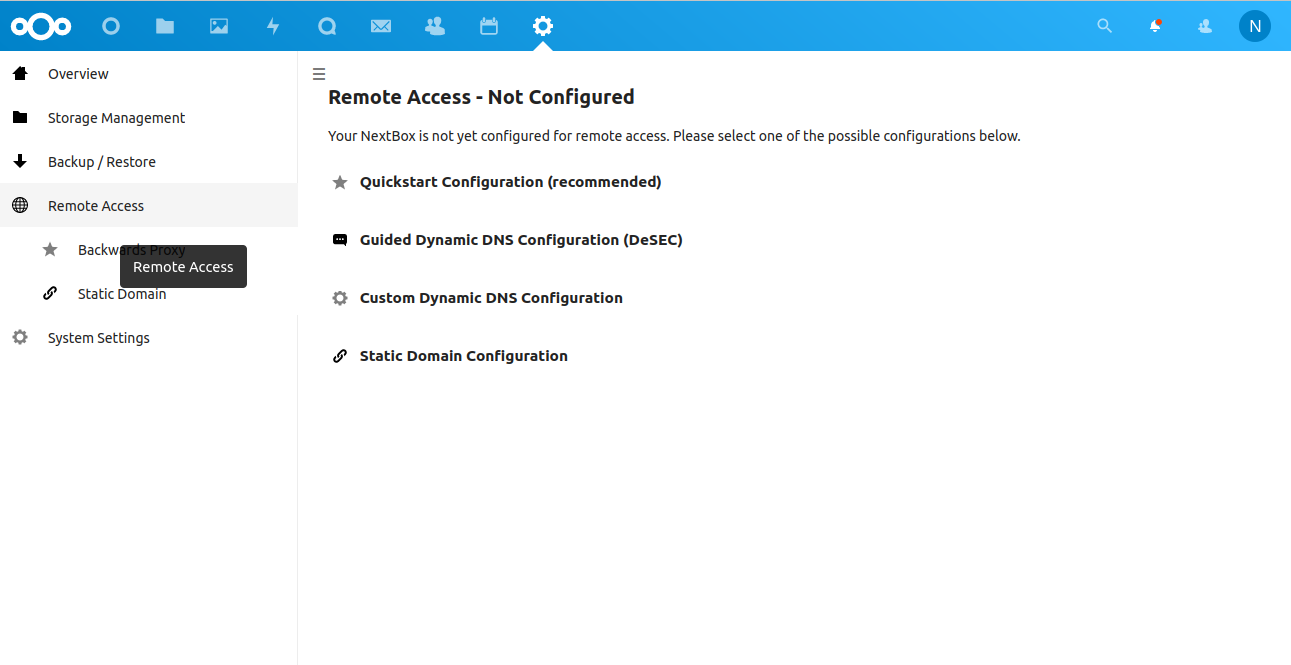 N
Overview
Storage Management
Backup / Restore
Remote Access
Backwards Proxy
Remote Access
Static Domain
System Settings
Remote Access - Not Configured
Your NextBox is not yet configured for remote access. Please select one of the possible configurations below.
Quickstart Configuration (recommended)
Guided Dynamic DNS Configuration (DeSEC)
Custom Dynamic DNS Configuration
Static Domain Configuration